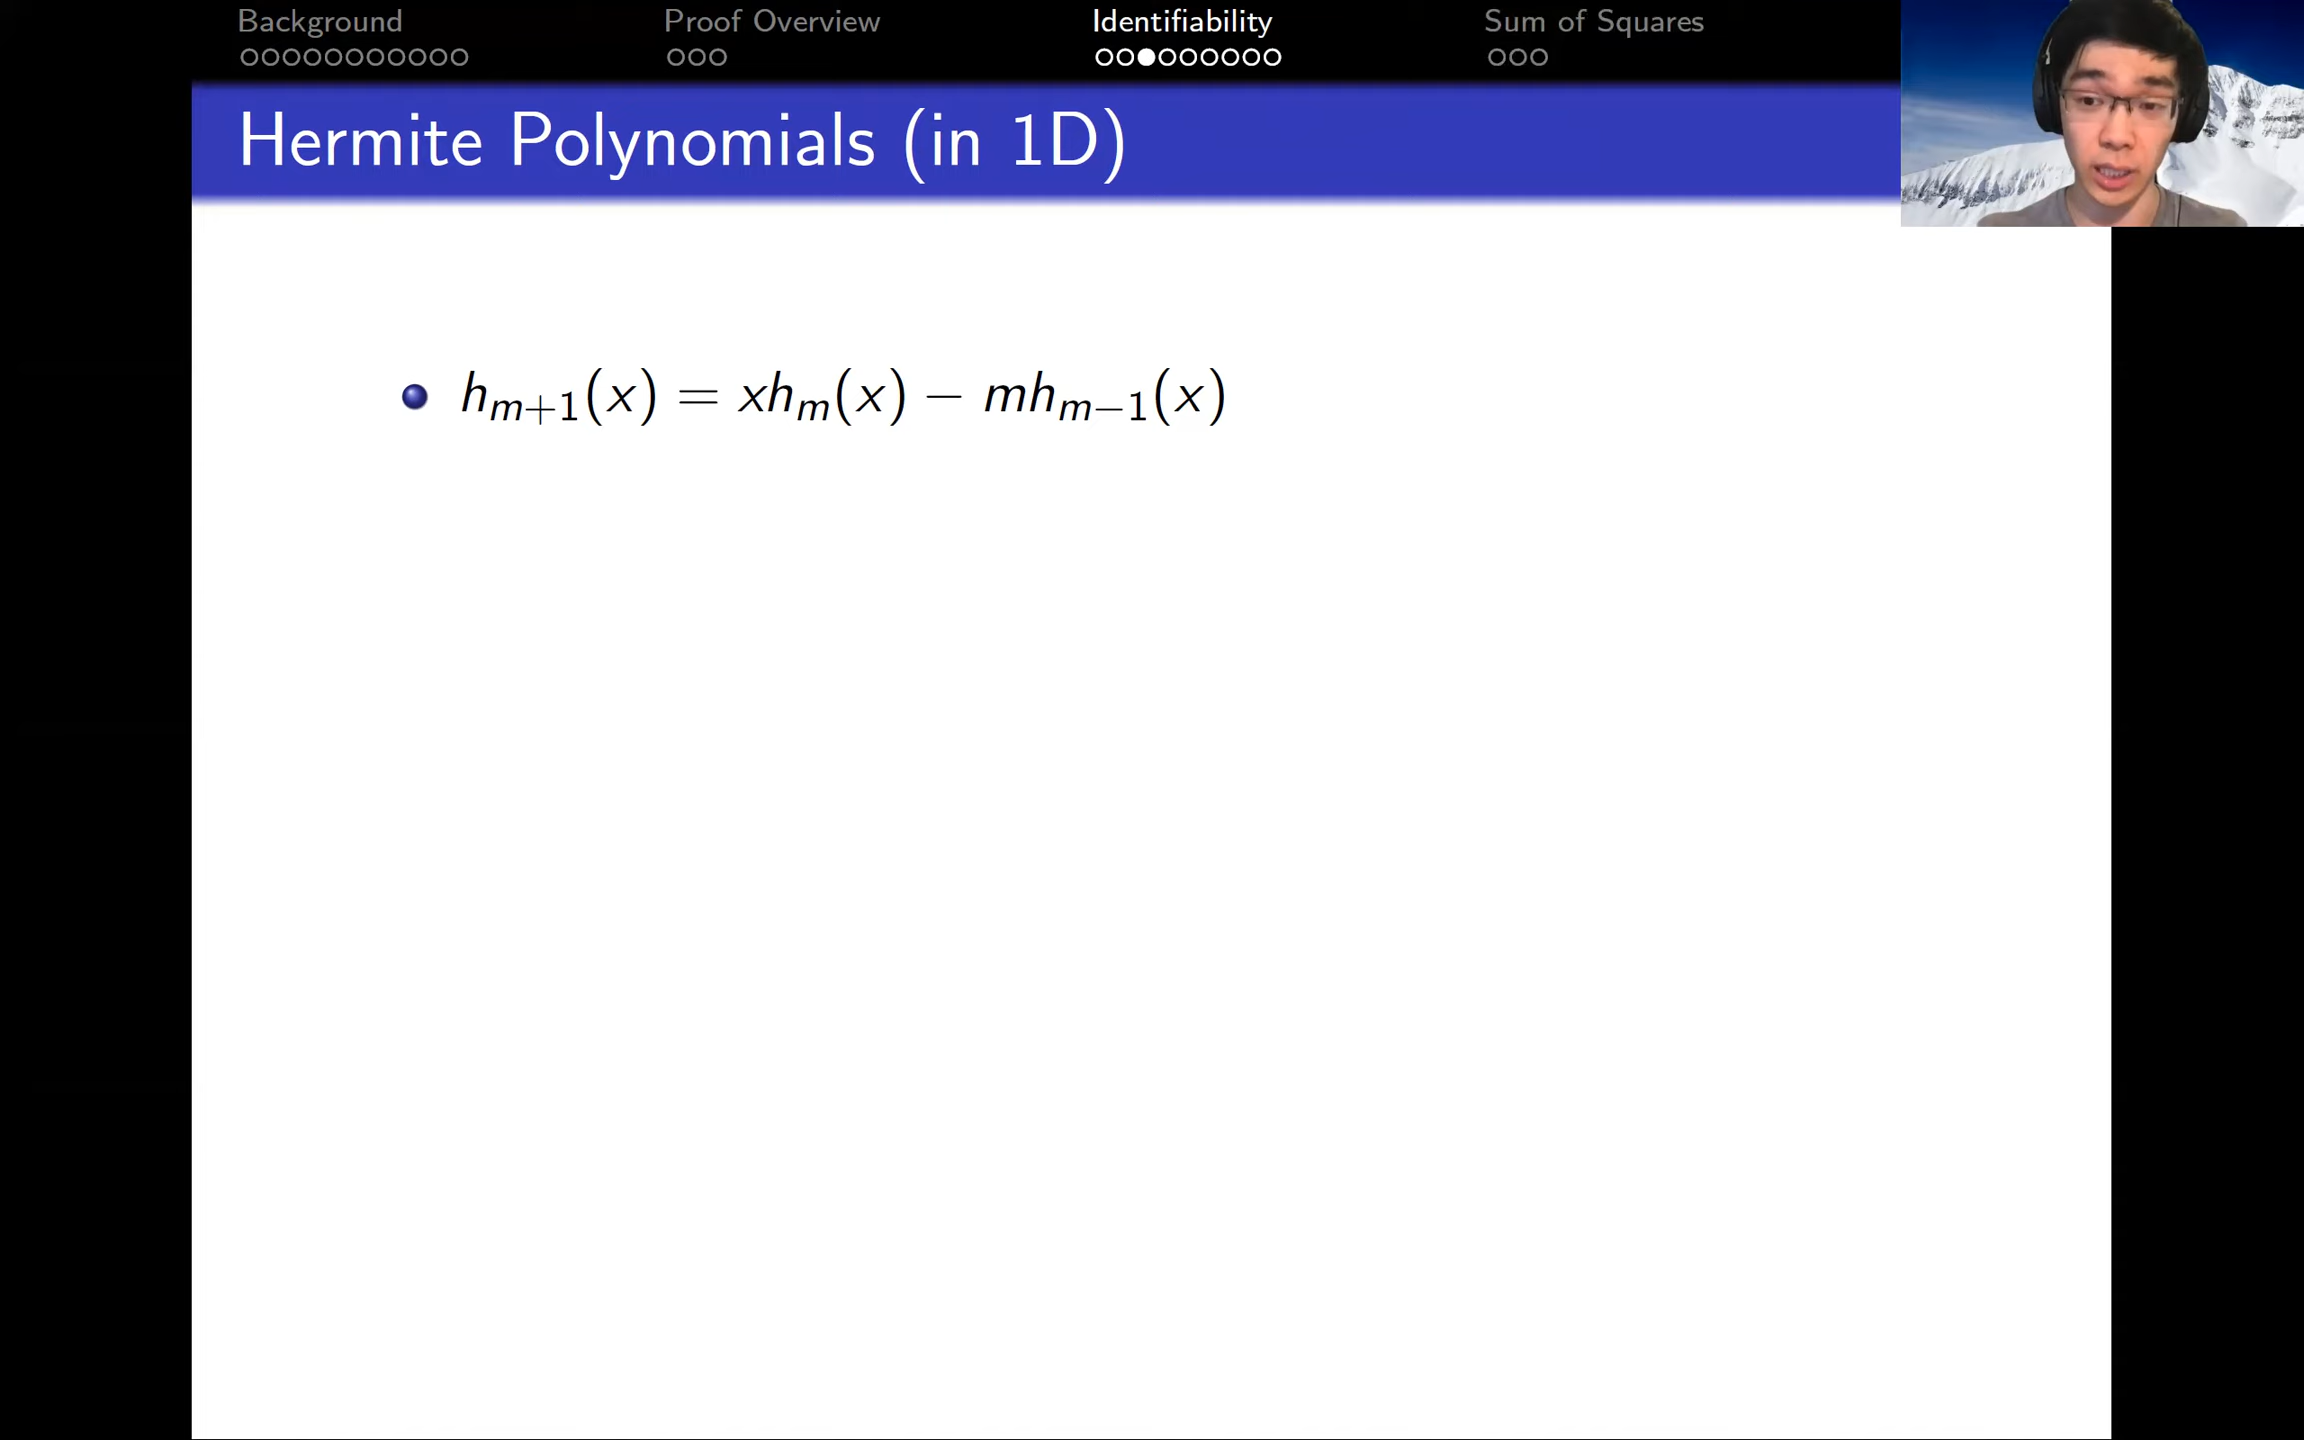 Background Proof Overview Identifiability Sum of Squares
Hermite Polynomials (in 1D)
h_{m+1}(x) = xh_m(x) − mh_{m−1}(x)